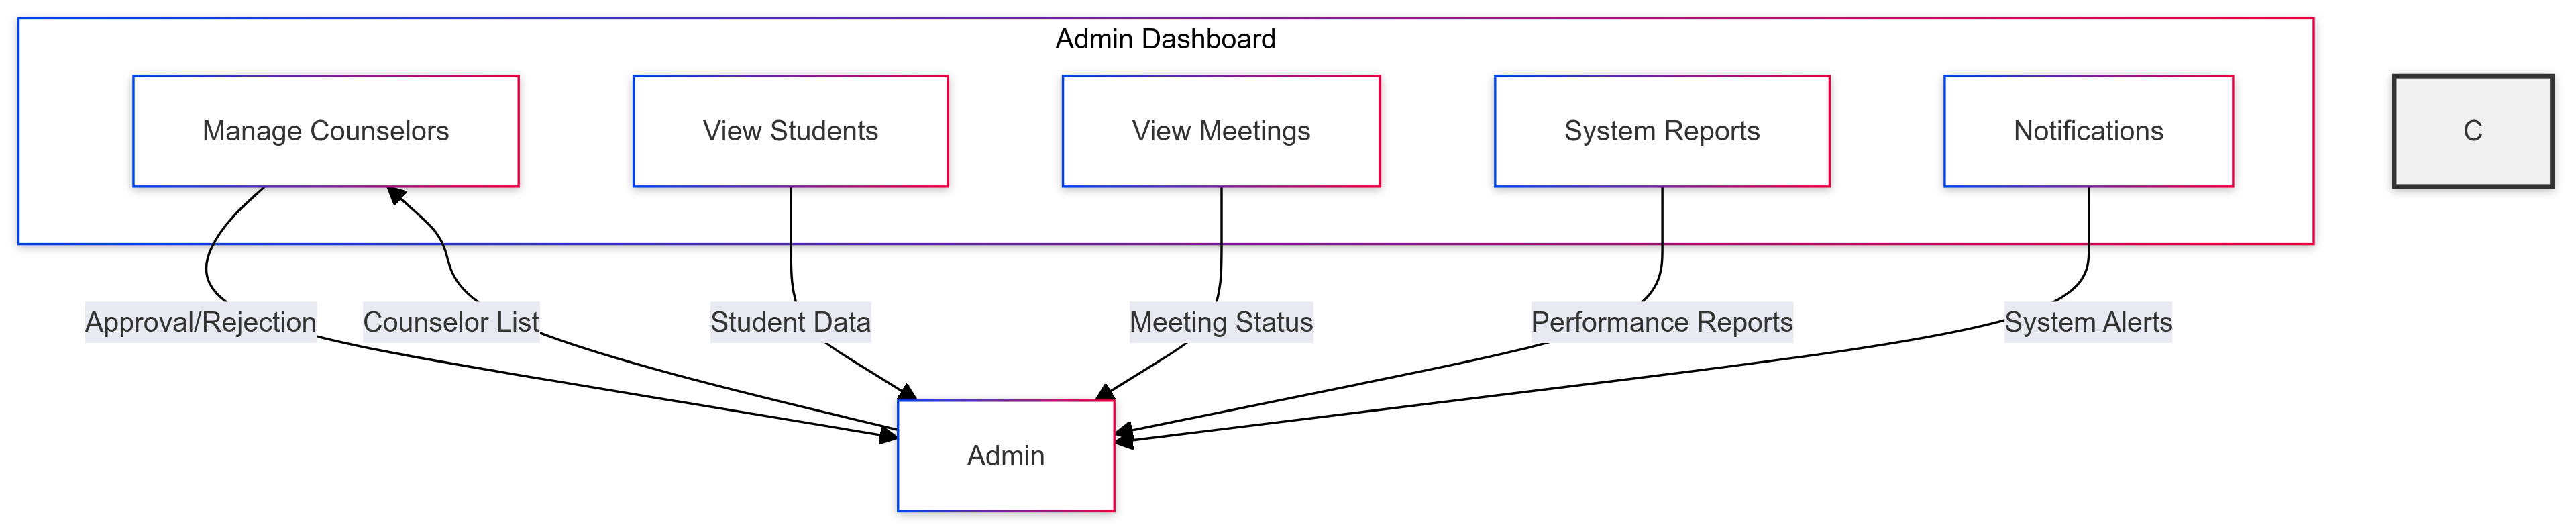 Admin Dashboard
Manage Counselors
View Students
View Meetings
System Reports
Notifications
C
Approval/Rejection
Counselor List
Student Data
Meeting Status
Performance Reports
System Alerts
Admin